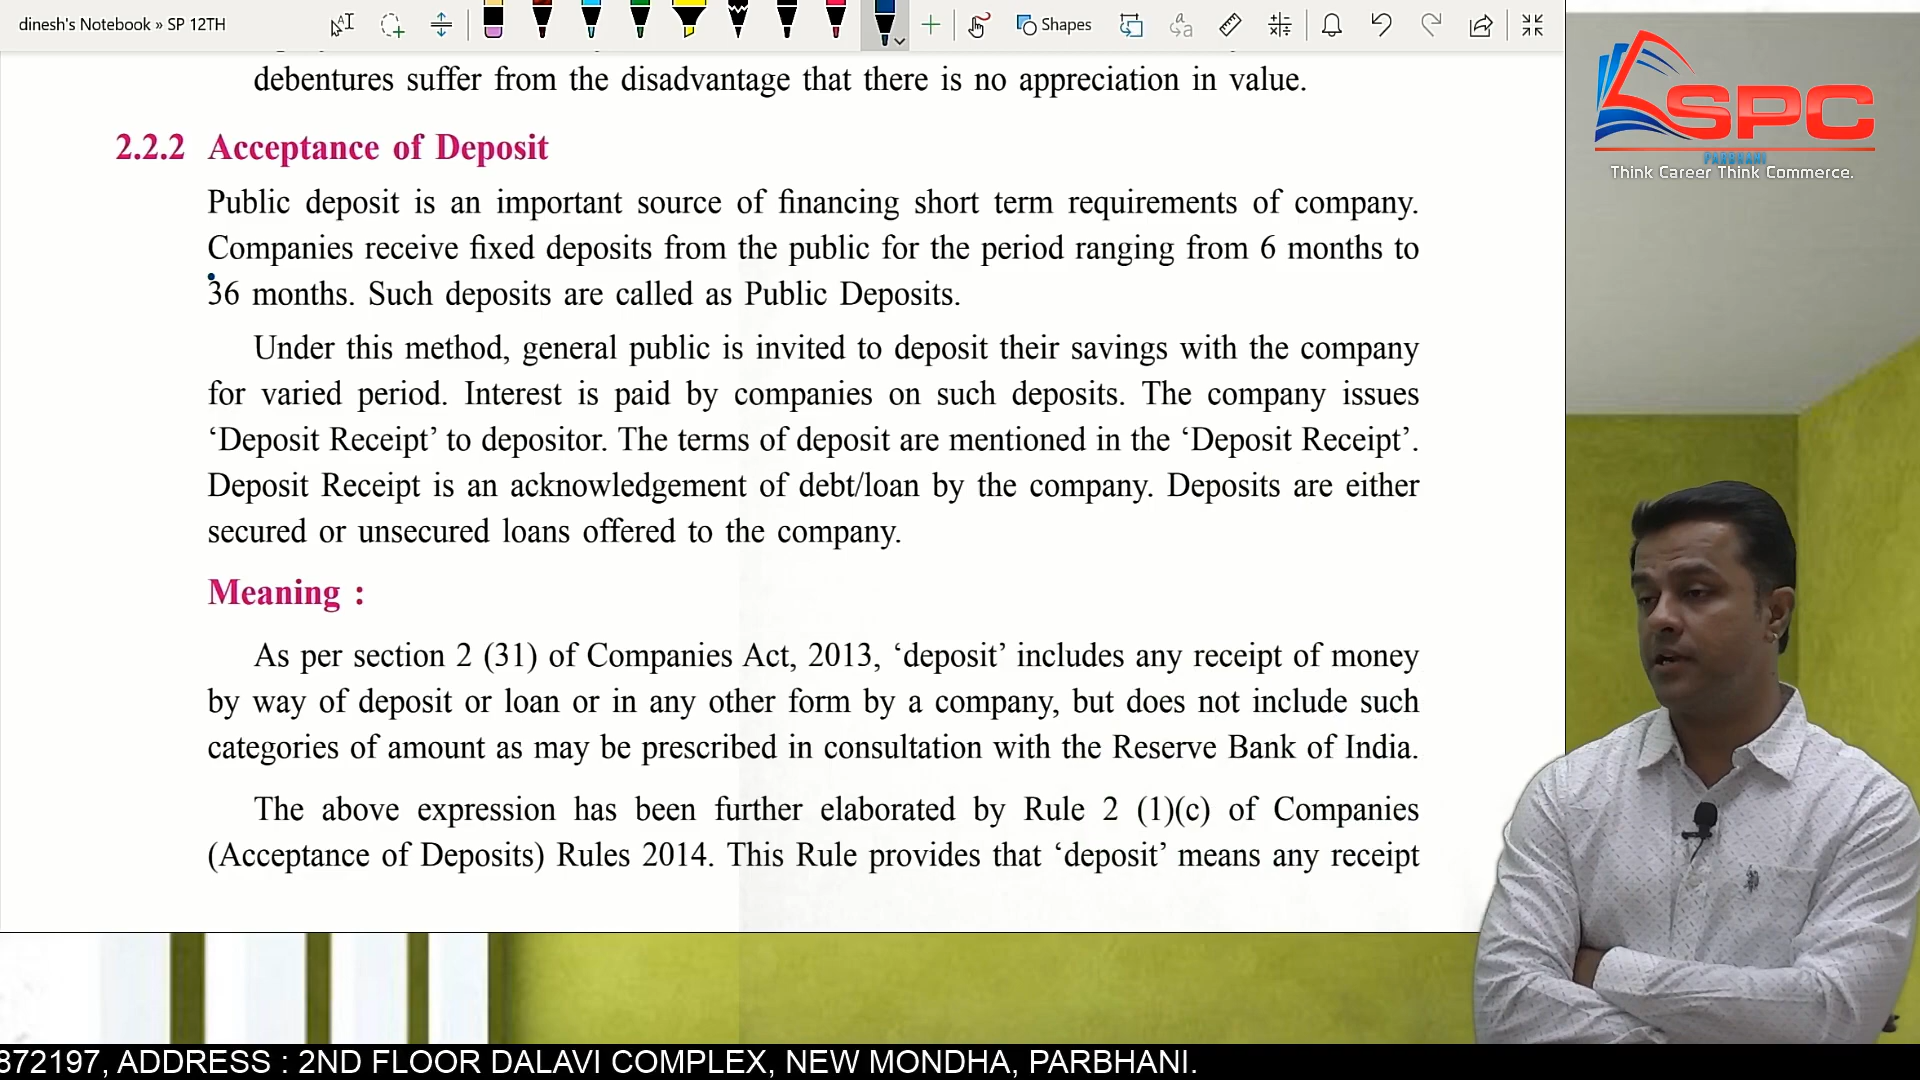 dinesh's Notebook » SP 12TH
Shapes
debentures suffer from the disadvantage that there is no appreciation in value.
2.2.2 Acceptance of Deposit
Public deposit is an important source of financing short term requirements of company.
Companies receive fixed deposits from the public for the period ranging from 6 months to
36 months. Such deposits are called as Public Deposits.
Under this method, general public is invited to deposit their savings with the company
for varied period. Interest is paid by companies on such deposits. The company issues
‘Deposit Receipt’ to depositor. The terms of deposit are mentioned in the ‘Deposit Receipt’.
Deposit Receipt is an acknowledgement of debt/loan by the company. Deposits are either
secured or unsecured loans offered to the company.
Meaning :
As per section 2 (31) of Companies Act, 2013, ‘deposit’ includes any receipt of money
by way of deposit or loan or in any other form by a company, but does not include such
categories of amount as may be prescribed in consultation with the Reserve Bank of India.
The above expression has been further elaborated by Rule 2 (1)(c) of Companies
(Acceptance of Deposits) Rules 2014. This Rule provides that ‘deposit’ means any receipt
SPC
PARBHANI
Think Career Think Commerce.
872197, ADDRESS : 2ND FLOOR DALAVI COMPLEX, NEW MONDHA, PARBHANI.